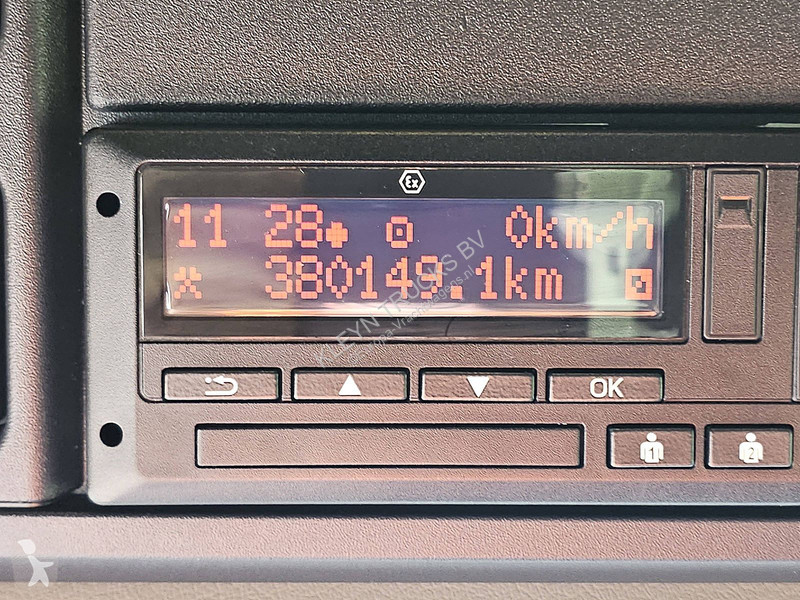 Ex
11 28 0km/h
380149.1km
KLEYN TRUCKS BV
OK
1 2